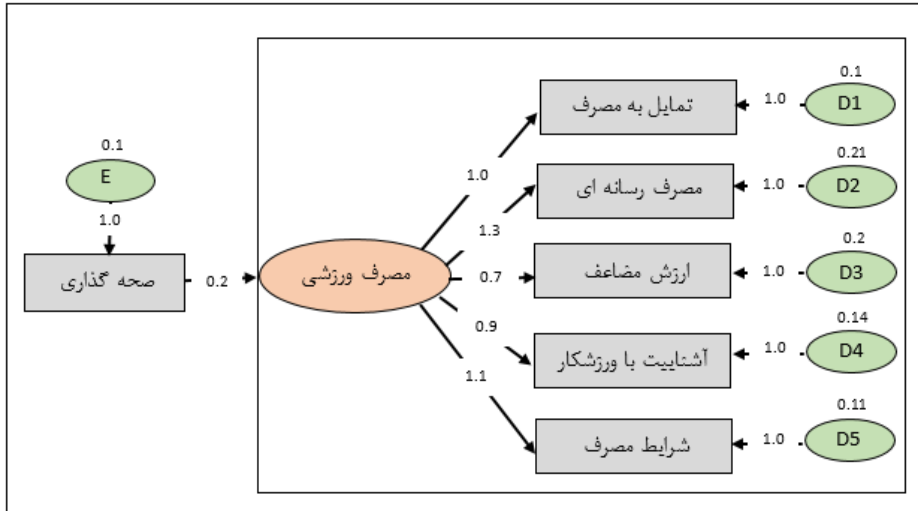 0.1
تمایل به مصرف
1.0
D1
0.1
E
1.0
1.0
0.21
مصرف رسانه ای
1.0
D2
1.3
صحه گذاری
0.2
مصرف ورزشی
0.7
0.2
ارزش مضاعف
1.0
D3
0.9
0.14
آشناییت با ورزشکار
1.0
D4
1.1
0.11
شرایط مصرف
1.0
D5